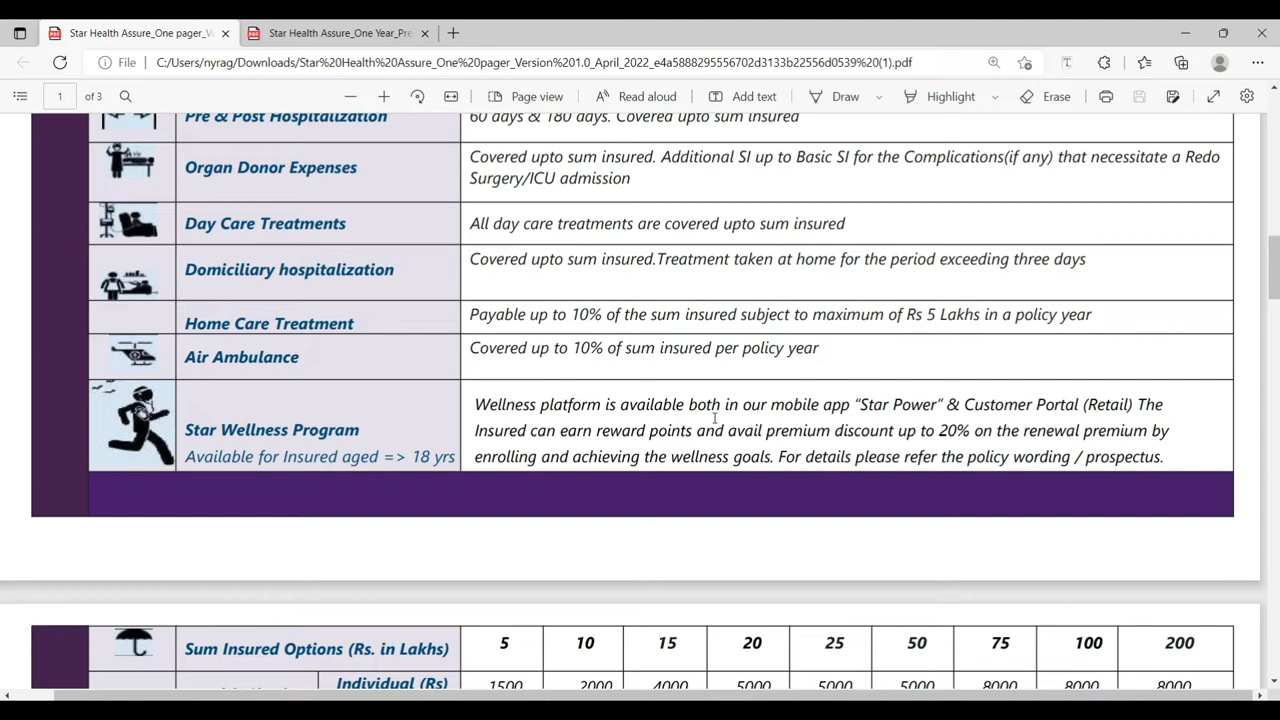 Star Health Assure_One pager_V
Star Health Assure_One Year_Pre
File
C:/Users/nyrag/Downloads/Star%20Health%20Assure_One%20pager_Version%201.0_April_2022_e4a5888295556702d3133b22556d0539%20(1).pdf
1 of 3
Page view
Read aloud
Add text
Draw
Highlight
Erase
Pre & Post Hospitalization
60 days & 180 days. Covered upto sum insured
Organ Donor Expenses
Covered upto sum insured. Additional SI up to Basic SI for the Complications(if any) that necessitate a Redo
Surgery/ICU admission
Day Care Treatments
All day care treatments are covered upto sum insured
Domiciliary hospitalization
Covered upto sum insured.Treatment taken at home for the period exceeding three days
Home Care Treatment
Payable up to 10% of the sum insured subject to maximum of Rs 5 Lakhs in a policy year
Air Ambulance
Covered up to 10% of sum insured per policy year
Star Wellness Program
Available for Insured aged => 18 yrs
Wellness platform is available both in our mobile app “Star Power” & Customer Portal (Retail) The
Insured can earn reward points and avail premium discount up to 20% on the renewal premium by
enrolling and achieving the wellness goals. For details please refer the policy wording / prospectus.
Sum Insured Options (Rs. in Lakhs)
5 10 15 20 25 50 75 100 200
Individual (Rs)
1500 2000 4000 5000 5000 5000 8000 8000 8000